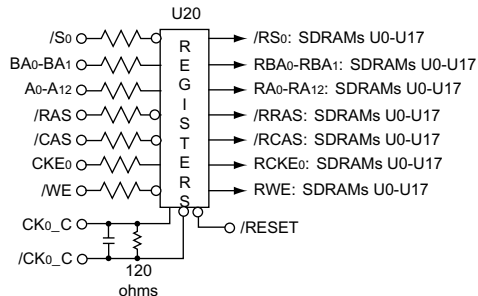 U20
/S0 /RS0: SDRAMs U0-U17
BA0-BA1 RBA0-RBA1: SDRAMs U0-U17
A0-A12 RA0-RA12: SDRAMs U0-U17
/RAS /RRAS: SDRAMs U0-U17
/CAS /RCAS: SDRAMs U0-U17
CKE0 RCKE0: SDRAMs U0-U17
/WE RWE: SDRAMs U0-U17
REGISTERS
CK0_C
/RESET
/CK0_C
120
ohms